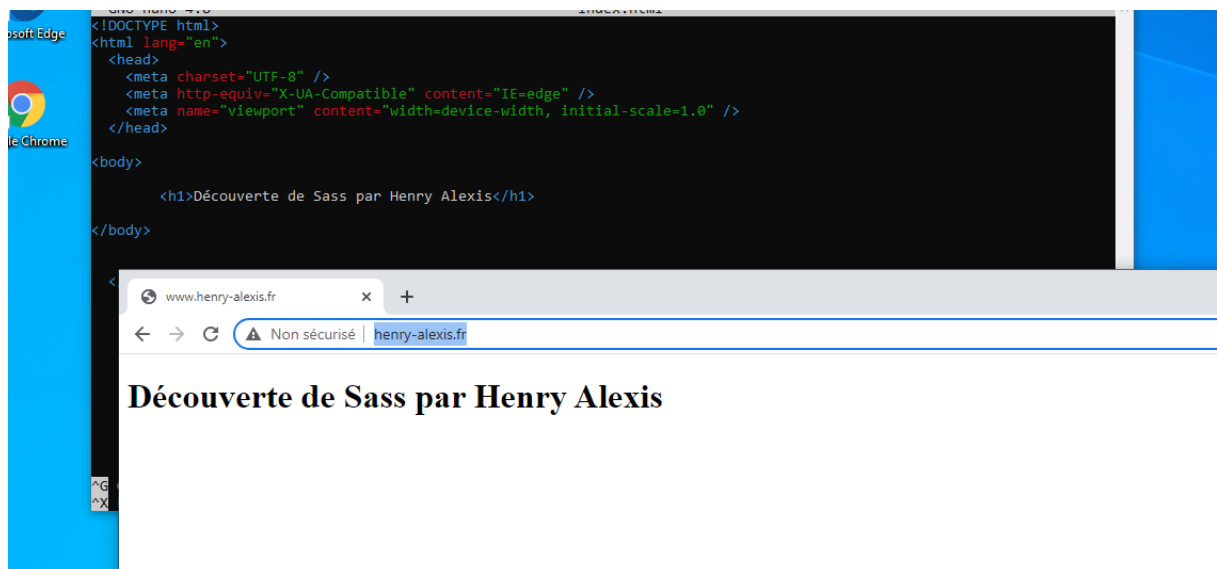 GNU nano 4.8 index.html
osoft Edge
<!DOCTYPE html>
<html lang="en">
<head>
<meta charset="UTF-8" />
<meta http-equiv="X-UA-Compatible" content="IE=edge" />
<meta name="viewport" content="width=device-width, initial-scale=1.0" />
</head>
le Chrome
<body>
<h1>Découverte de Sass par Henry Alexis</h1>
</body>
<
www.henry-alexis.fr
Non sécurisé | henry-alexis.fr
Découverte de Sass par Henry Alexis
^G
^X